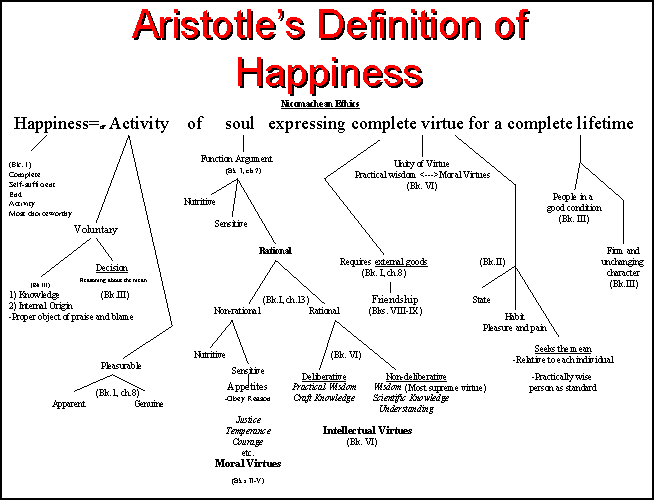 Aristotle's Definition of
Happiness
Nicomachean Ethics
Happiness= Activity of soul expressing complete virtue for a complete lifetime
(Bk. I)
Complete
Self-sufficient
End
Activity
Most choiceworthy
Function Argument
(Bk. I, ch.7)
Nutritive
Sensitive
Rational
Unity of Virtue
Practical wisdom <--->Moral Virtues
(Bk. VI)
People in a
good condition
(Bk. III)
Firm and
unchanging
character
(Bk.III)
Voluntary
(Bk.III)
1) Knowledge
2) Internal Origin
-Proper object of praise and blame
Decision
Reasoning about the mean
(Bk.III)
Requires external goods
(Bk. I, ch.8)
Friendship
(Bks. VIII-IX)
(Bk.II)
State
Habit
Pleasure and pain
Seeks the mean
-Relative to each individual
-Practically wise
person as standard
(Bk.I, ch.13)
Non-rational
Rational
Nutritive
Sensitive
Appetites
-Obey Reason
Justice
Temperance
Courage
etc.
Moral Virtues
(Bks II-V)
(Bk. VI)
Deliberative
Practical Wisdom
Craft Knowledge
Non-deliberative
Wisdom (Most supreme virtue)
Scientific Knowledge
Understanding
Intellectual Virtues
(Bk. VI)
Pleasurable
(Bk. I, ch.8)
Apparent
Genuine